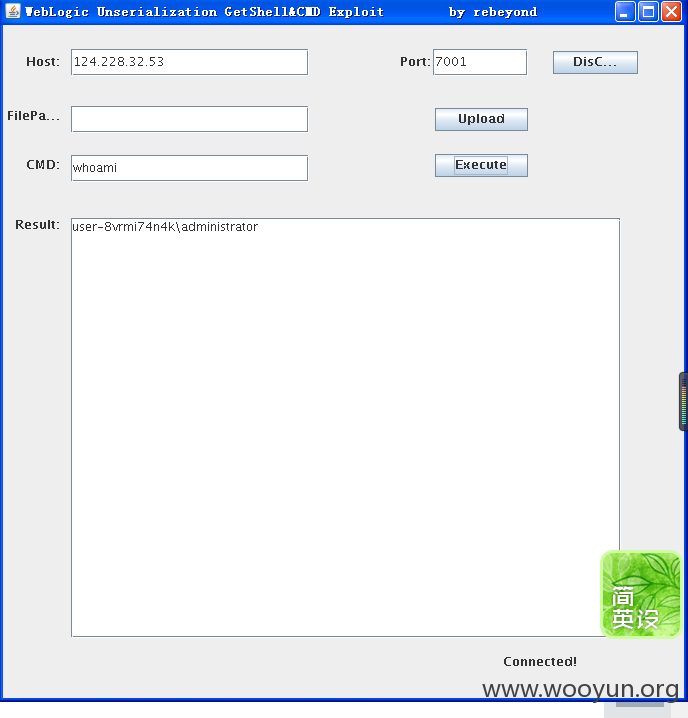 WebLogic Unserialization GetShell&CMD Exploit by rebeyond
Host: 124.228.32.53 Port: 7001 DisC...
FilePa... Upload
CMD: whoami Execute
Result: user-8vrmi74n4k\administrator
简
英设
Connected!
www.wooyun.org